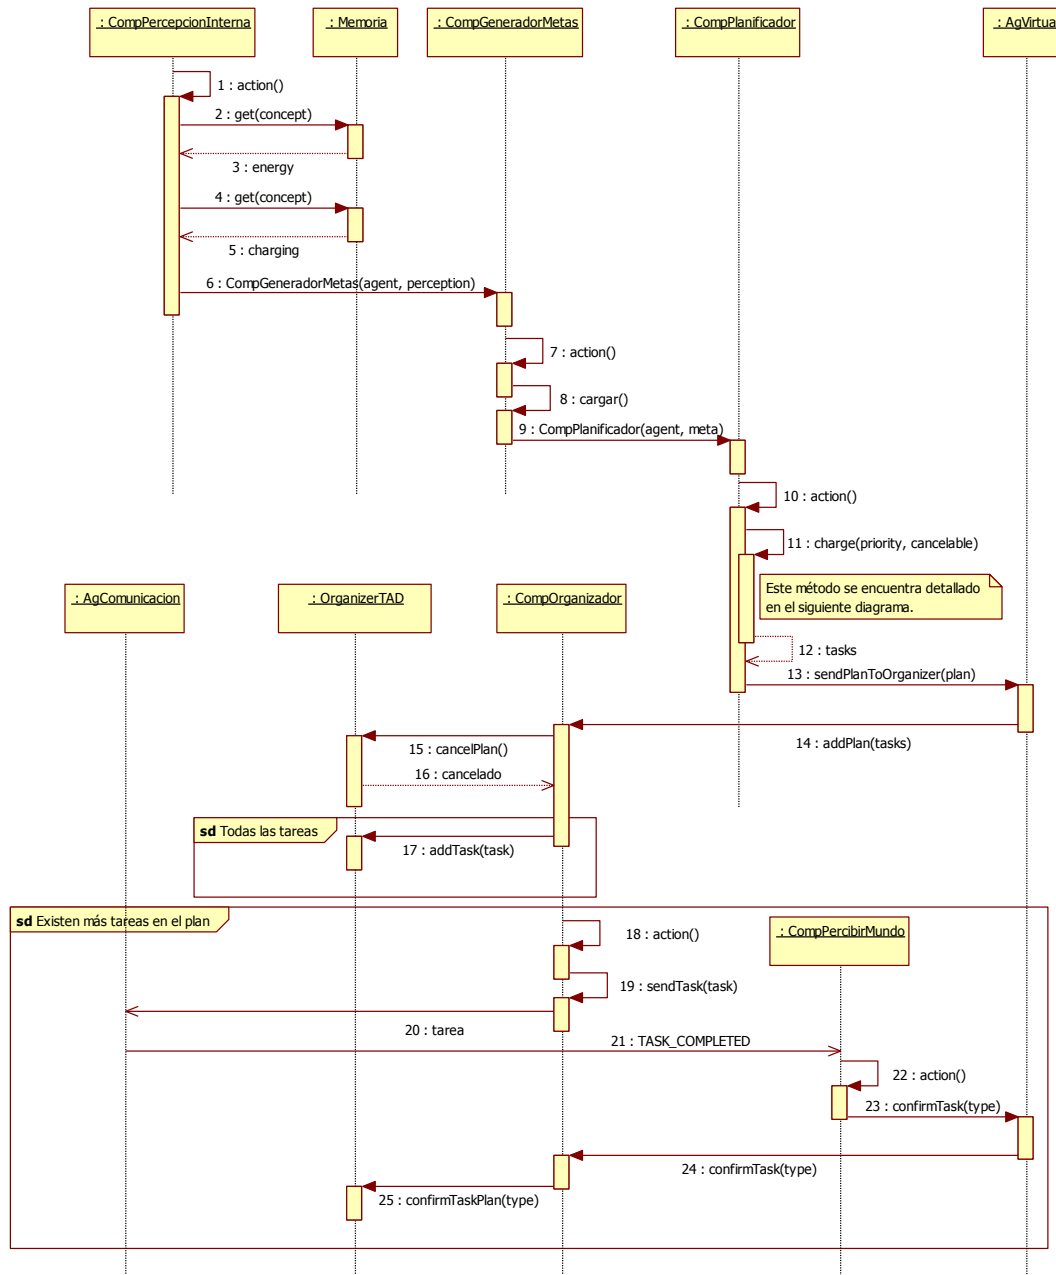 : CompPercepcionInterna
: Memoria
: CompGeneradorMetas
: CompPlanificador
: AgVirtua
1 : action()
2 : get(concept)
3 : energy
4 : get(concept)
5 : charging
6 : CompGeneradorMetas(agent, perception)
7 : action()
8 : cargar()
9 : CompPlanificador(agent, meta)
10 : action()
11 : charge(priority, cancelable)
Este método se encuentra detallado
en el siguiente diagrama.
: AgComunicacion
: OrganizerTAD
: CompOrganizador
12 : tasks
13 : sendPlanToOrganizer(plan)
14 : addPlan(tasks)
15 : cancelPlan()
16 : cancelado
sd Todas las tareas
17 : addTask(task)
sd Existen más tareas en el plan
18 : action()
: CompPercibirMundo
19 : sendTask(task)
20 : tarea
21 : TASK_COMPLETED
22 : action()
23 : confirmTask(type)
24 : confirmTask(type)
25 : confirmTaskPlan(type)